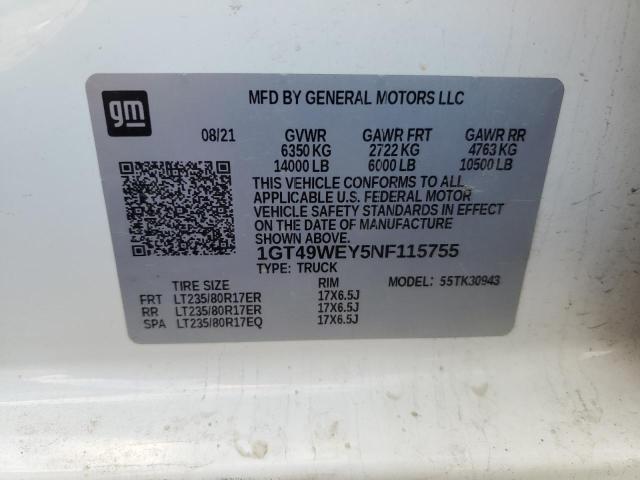 gm
MFD BY GENERAL MOTORS LLC
08/21 GVWR GAWR FRT GAWR RR
6350 KG 2722 KG 4763 KG
14000 LB 6000 LB 10500 LB
THIS VEHICLE CONFORMS TO ALL
APPLICABLE U.S. FEDERAL MOTOR
VEHICLE SAFETY STANDARDS IN EFFECT
ON THE DATE OF MANUFACTURE
SHOWN ABOVE.
1GT49WEY5NF115755
TYPE: TRUCK MODEL: 55TK30943
TIRE SIZE RIM
FRT LT235/80R17ER 17X6.5J
RR LT235/80R17ER 17X6.5J
SPA LT235/80R17EQ 17X6.5J